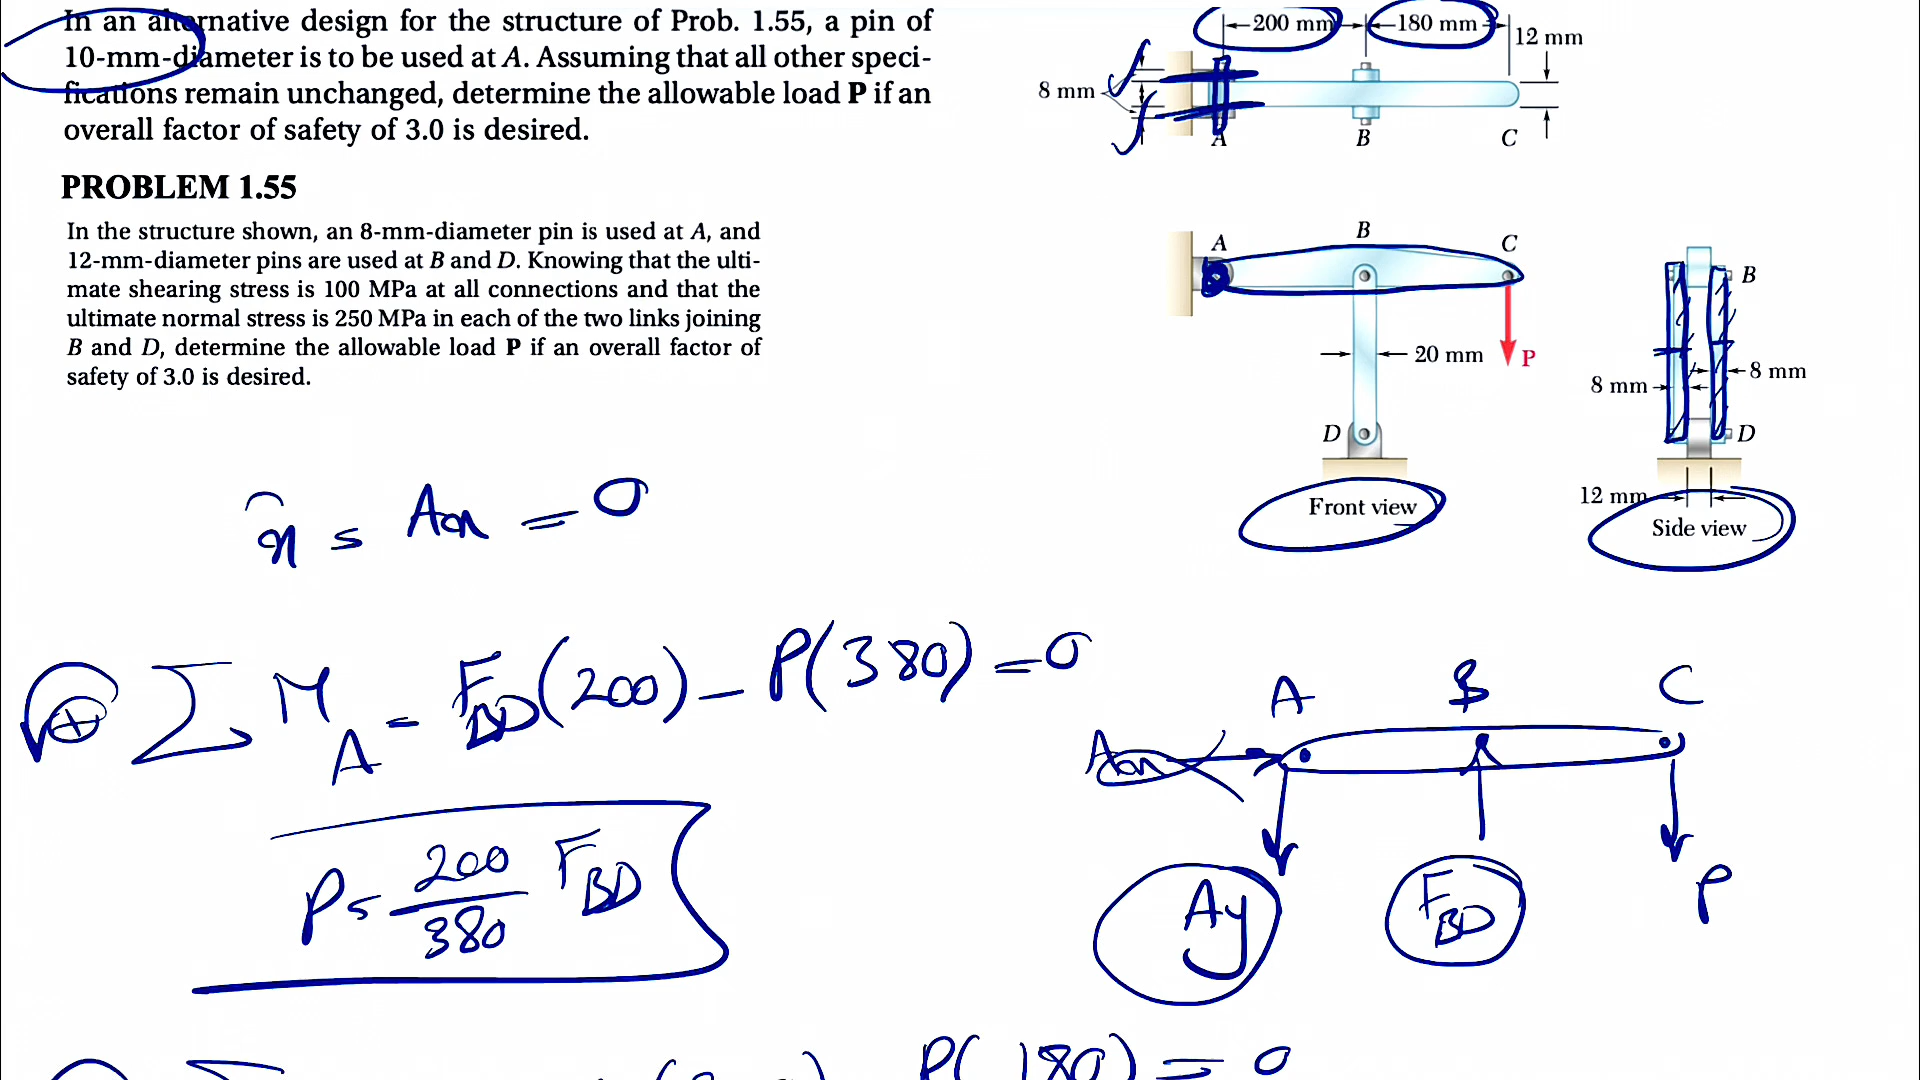 In an alternative design for the structure of Prob. 1.55, a pin of
10-mm-diameter is to be used at A. Assuming that all other speci-
fications remain unchanged, determine the allowable load P if an
overall factor of safety of 3.0 is desired.
PROBLEM 1.55
In the structure shown, an 8-mm-diameter pin is used at A, and
12-mm-diameter pins are used at B and D. Knowing that the ulti-
mate shearing stress is 100 MPa at all connections and that the
ultimate normal stress is 250 MPa in each of the two links joining
B and D, determine the allowable load P if an overall factor of
safety of 3.0 is desired.
200 mm
180 mm
12 mm
8 mm
A
B
C
A
B
C
20 mm
P
D
Front view
B
8 mm
8 mm
D
12 mm
Side view
Ax = 0
+ Σ M A = F BD (200) - P(380) = 0
P = 200/380 F BD
A B C
Ax
Ay
F BD
P
P(180) = 0